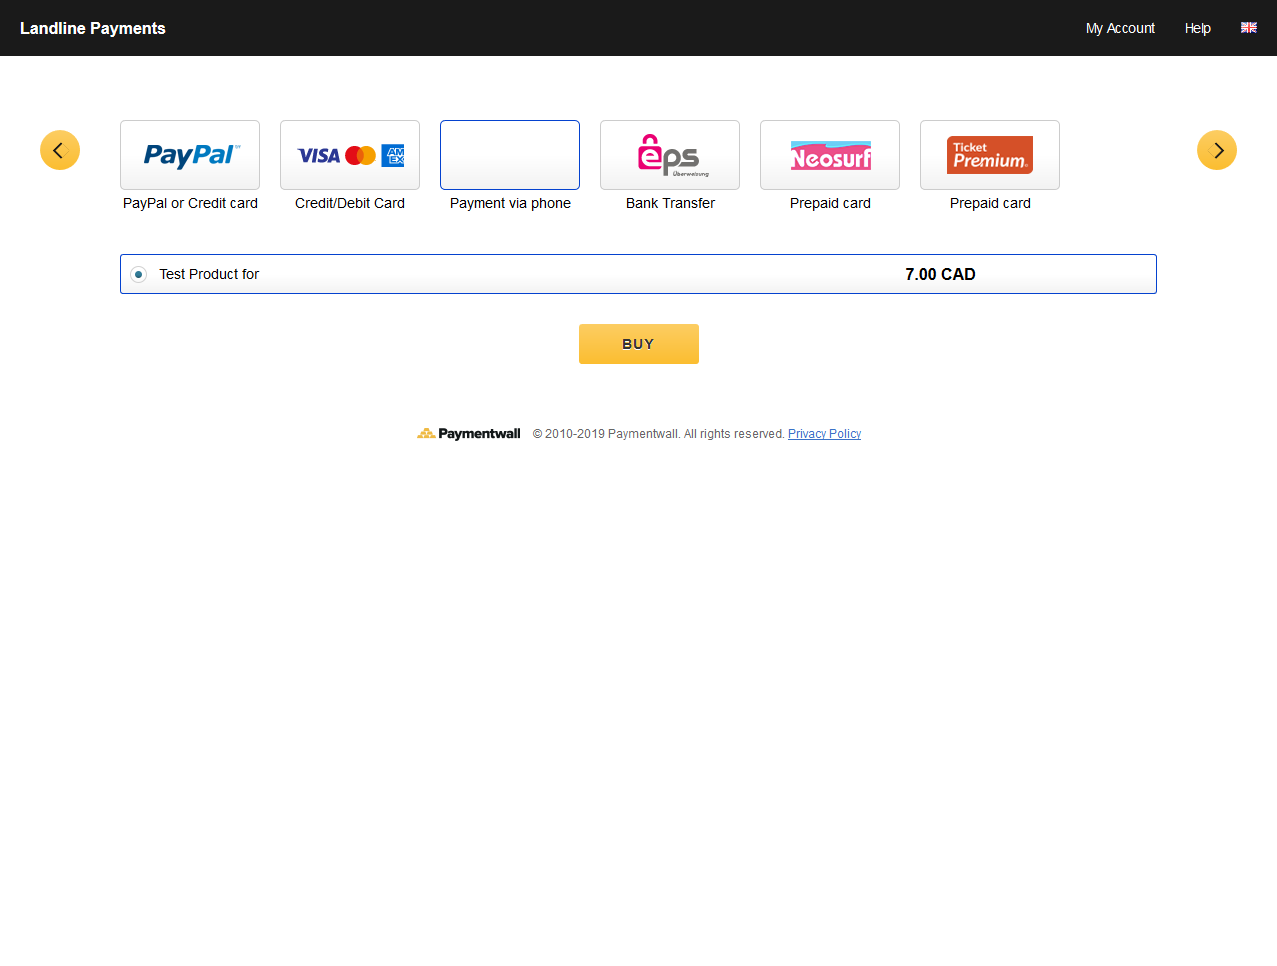 Landline Payments
My Account
Help
PayPal
VISA
AM
EX
eps
Überweisung
Neosurf
Ticket
Premium.
PayPal or Credit card
Credit/Debit Card
Payment via phone
Bank Transfer
Prepaid card
Prepaid card
Test Product for
7.00 CAD
BUY
Paymentwall © 2010-2019 Paymentwall. All rights reserved. Privacy Policy